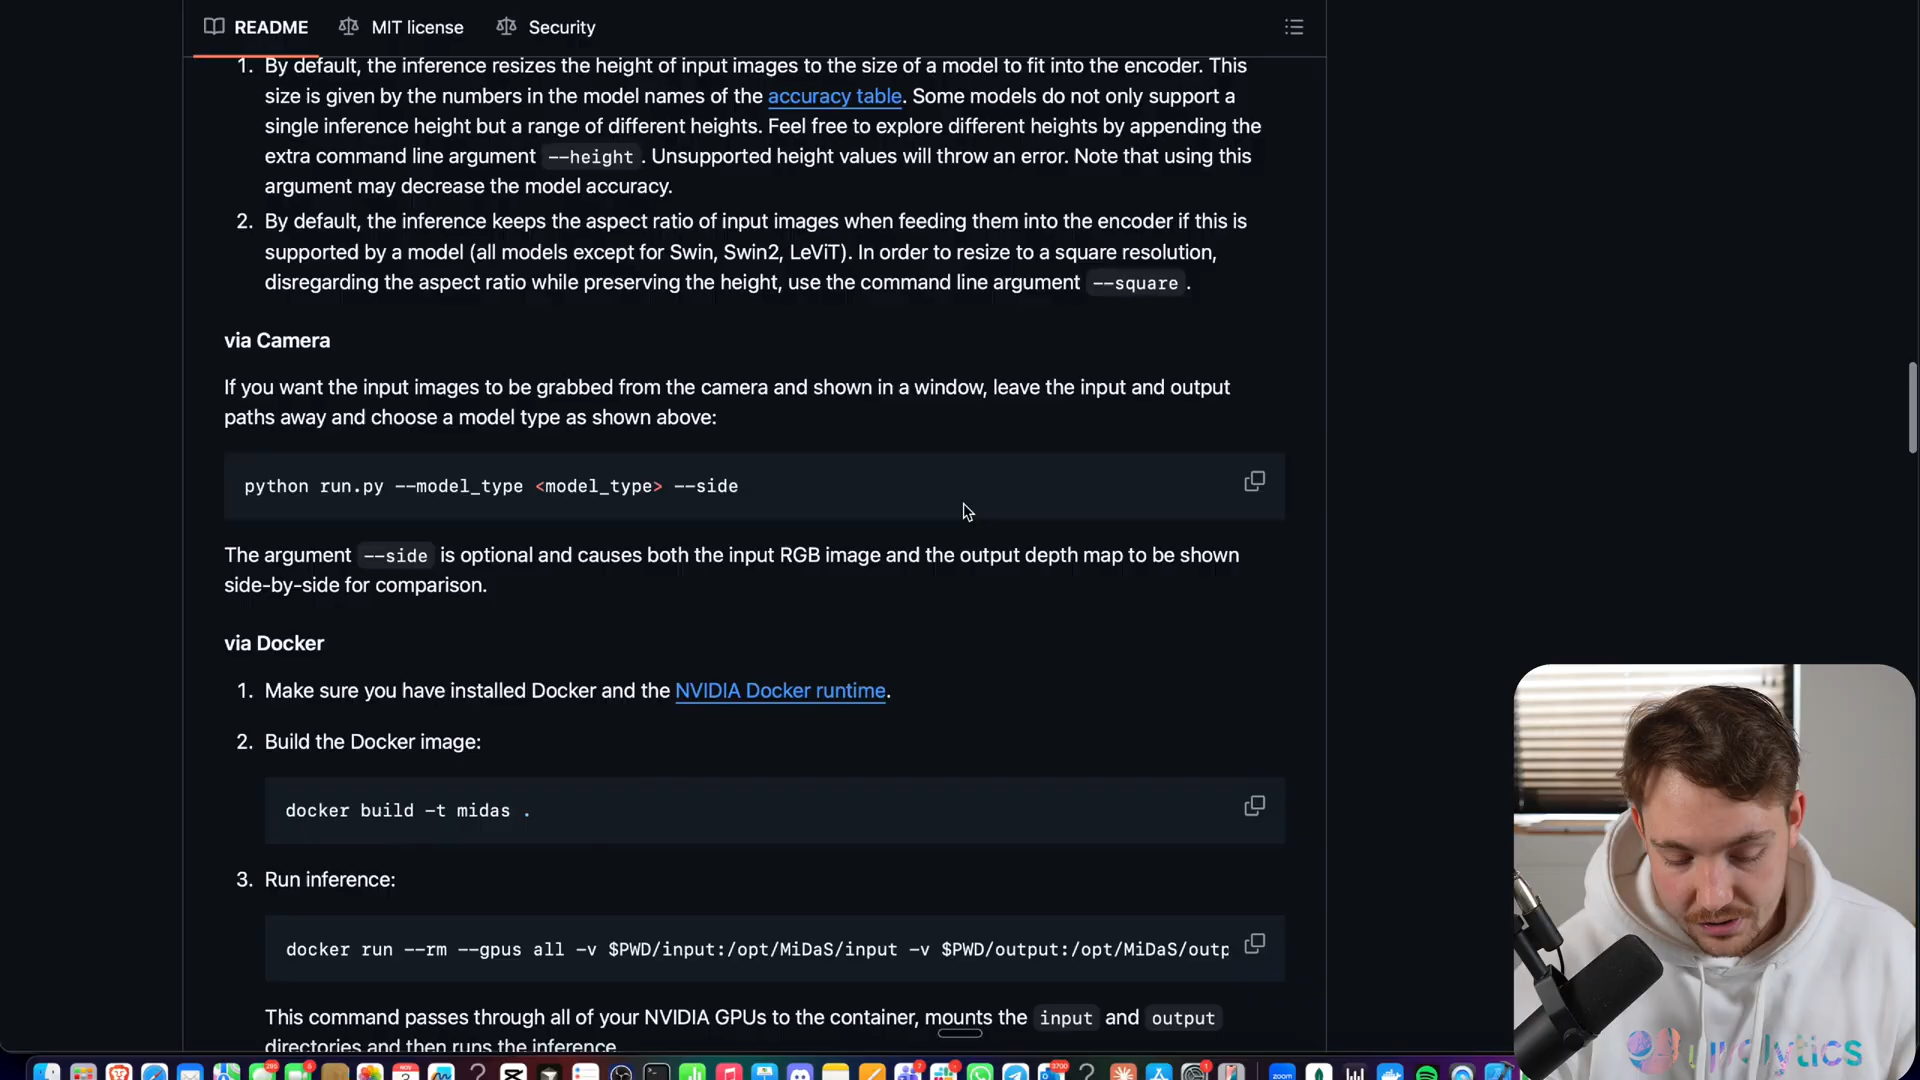 README MIT license Security
1. By default, the inference resizes the height of input images to the size of a model to fit into the encoder. This
size is given by the numbers in the model names of the accuracy table. Some models do not only support a
single inference height but a range of different heights. Feel free to explore different heights by appending the
extra command line argument --height. Unsupported height values will throw an error. Note that using this
argument may decrease the model accuracy.
2. By default, the inference keeps the aspect ratio of input images when feeding them into the encoder if this is
supported by a model (all models except for Swin, Swin2, LeViT). In order to resize to a square resolution,
disregarding the aspect ratio while preserving the height, use the command line argument --square.
via Camera
If you want the input images to be grabbed from the camera and shown in a window, leave the input and output
paths away and choose a model type as shown above:
python run.py --model_type <model_type> --side
The argument --side is optional and causes both the input RGB image and the output depth map to be shown
side-by-side for comparison.
via Docker
1. Make sure you have installed Docker and the NVIDIA Docker runtime.
2. Build the Docker image:
docker build -t midas .
3. Run inference:
docker run --rm --gpus all -v $PWD/input:/opt/MiDaS/input -v $PWD/output:/opt/MiDaS/outp
This command passes through all of your NVIDIA GPUs to the container, mounts the input and output
directories and then runs the inference.